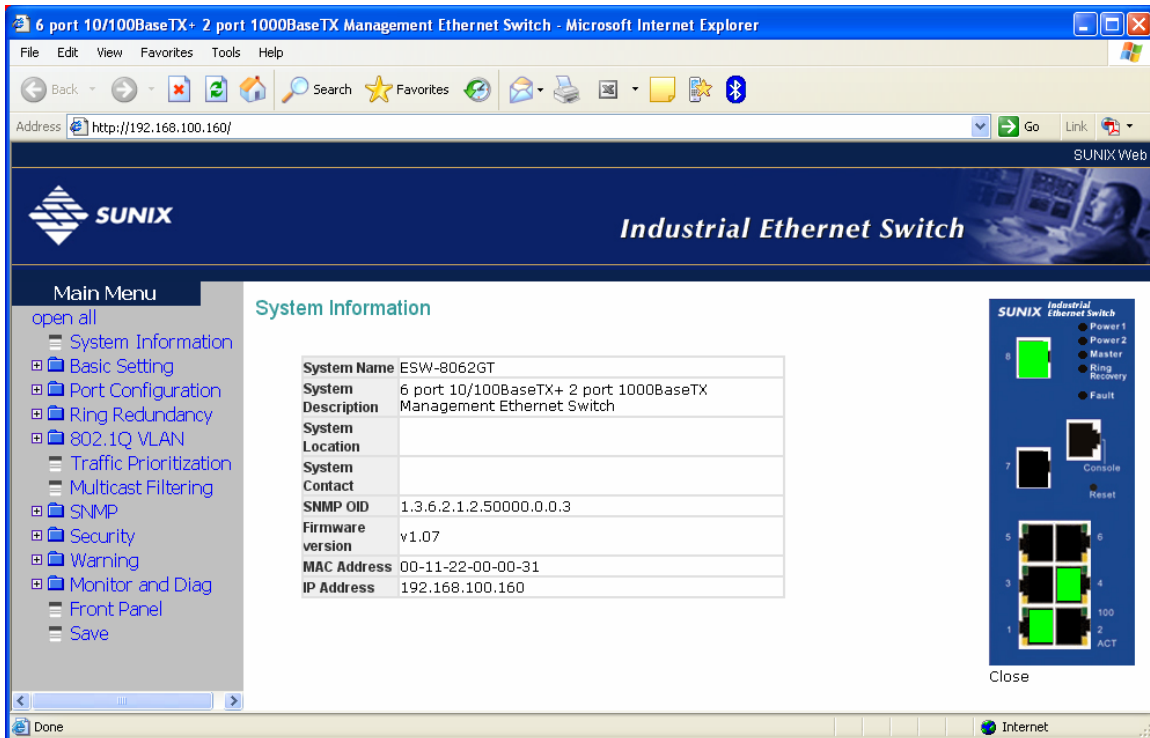 6 port 10/100BaseTX+ 2 port 1000BaseTX Management Ethernet Switch - Microsoft Internet Explorer
File Edit View Favorites Tools Help
Back Search Favorites
Address http://192.168.100.160/ Go Link
SUNIX Web
SUNIX
Industrial Ethernet Switch
Main Menu
open all
System Information
Basic Setting
Port Configuration
Ring Redundancy
802.1Q VLAN
Traffic Prioritization
Multicast Filtering
SNMP
Security
Warning
Monitor and Diag
Front Panel
Save
System Information
System Name ESW-8062GT
System Description 6 port 10/100BaseTX+ 2 port 1000BaseTX
Management Ethernet Switch
System Location
System Contact
SNMP OID 1.3.6.2.1.2.50000.0.0.3
Firmware version v1.07
MAC Address 00-11-22-00-00-31
IP Address 192.168.100.160
SUNIX Industrial Ethernet Switch
Power1
Power2
8 Master
Ring Recovery
Fault
7 Console
Reset
5 6
3 4
100
1 2
ACT
Close
Done Internet